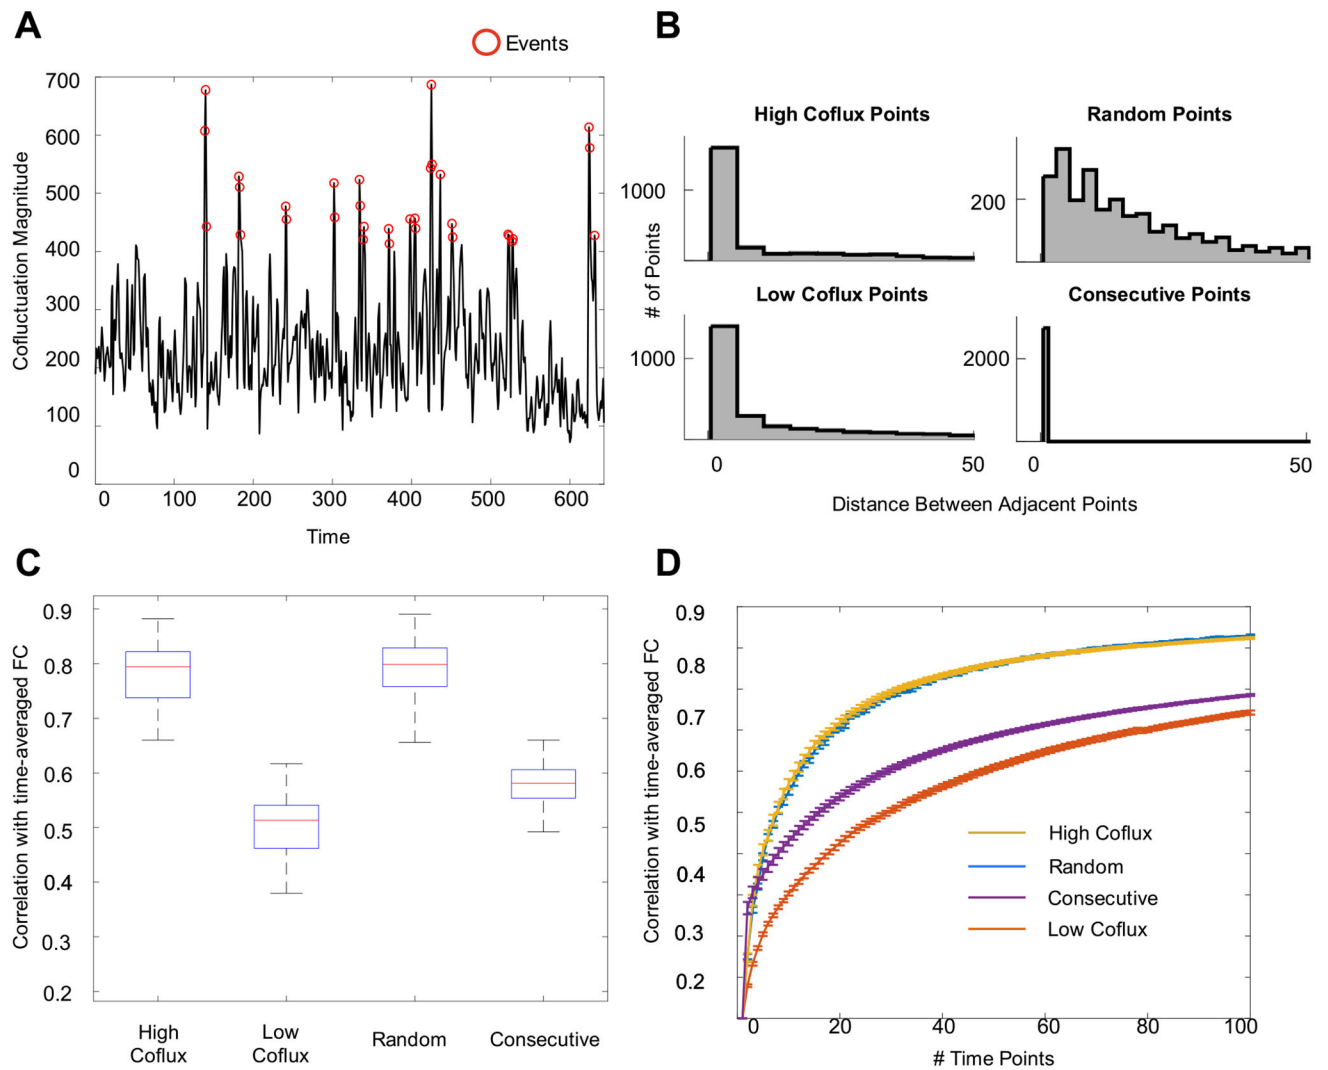 A
Events
Cofluctuation Magnitude
700
600
500
400
300
200
100
0
0 100 200 300 400 500 600
Time
B
High Coflux Points
Random Points
# of Points
1000
200
Low Coflux Points
Consecutive Points
1000
2000
0 50
0 50
Distance Between Adjacent Points
C
Correlation with time-averaged FC
0.9
0.8
0.7
0.6
0.5
0.4
0.3
0.2
High
Coflux
Low
Coflux
Random
Consecutive
D
Correlation with time-averaged FC
0.9
0.8
0.7
0.6
0.5
0.4
0.3
0.2
High Coflux
Random
Consecutive
Low Coflux
0 20 40 60 80 100
# Time Points